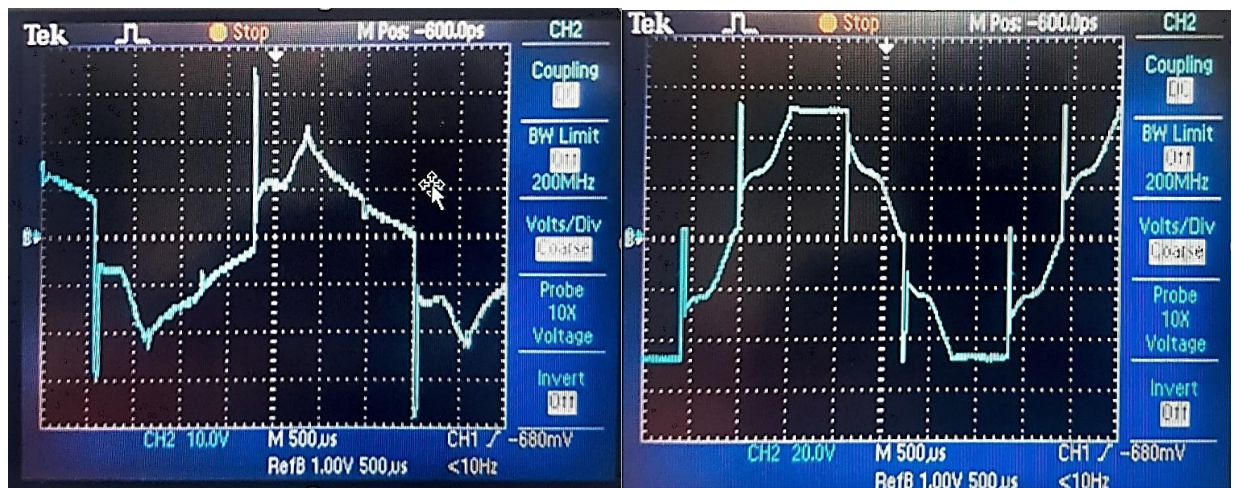 Tek Stop M Pos: -600.0ps CH2
Coupling
DC
BW Limit
Off
200MHz
Volts/Div
Coarse
Probe
10X
Voltage
Invert
Off
CH2 10.0V M 500µs CH1 -680mV
RefB 1.00V 500µs <10Hz
Tek Stop M Pos: -600.0ps CH2
Coupling
DC
BW Limit
Off
200MHz
Volts/Div
Coarse
Probe
10X
Voltage
Invert
Off
CH2 20.0V M 500µs CH1 -680mV
RefB 1.00V 500µs <10Hz